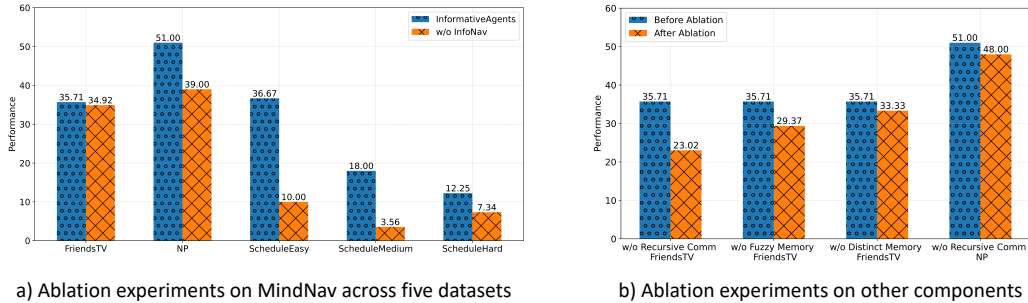 60
50
40
30
20
10
0
Performance
InformativeAgents
w/o InfoNav
35.71
34.92
51.00
39.00
36.67
10.00
18.00
3.56
12.25
7.34
FriendsTV
NP
ScheduleEasy
ScheduleMedium
ScheduleHard
a) Ablation experiments on MindNav across five datasets
60
50
40
30
20
10
0
Performance
Before Ablation
After Ablation
35.71
23.02
35.71
29.37
35.71
33.33
51.00
48.00
w/o Recursive Comm
FriendsTV
w/o Fuzzy Memory
FriendsTV
w/o Distinct Memory
FriendsTV
w/o Recursive Comm
NP
b) Ablation experiments on other components